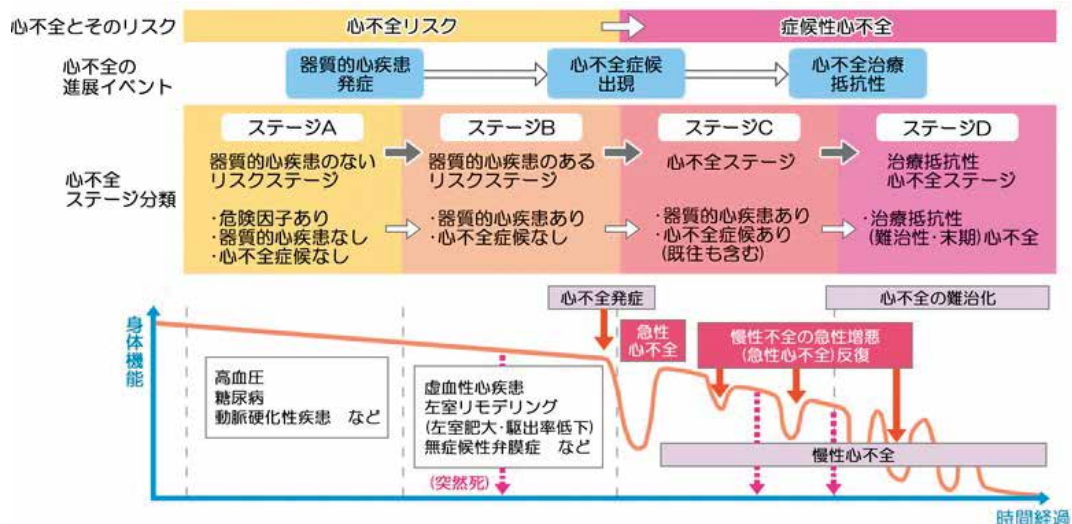 心不全とそのリスク
心不全リスク
症候性心不全
心不全の
進展イベント
器質的心疾患
発症
心不全症候
出現
心不全治療
抵抗性
心不全
ステージ分類
ステージA
器質的心疾患のない
リスクステージ
・危険因子あり
・器質的心疾患なし
・心不全症候なし
ステージB
器質的心疾患のある
リスクステージ
・器質的心疾患あり
・心不全症候なし
ステージC
心不全ステージ
・器質的心疾患あり
・心不全症候あり
(既往も含む)
ステージD
治療抵抗性
心不全ステージ
・治療抵抗性
(難治性・末期)心不全
心不全発症
心不全の難治化
身体機能
急性
心不全
慢性不全の急性増悪
(急性心不全)反復
高血圧
糖尿病
動脈硬化性疾患 など
虚血性心疾患
左室リモデリング
(左室肥大・駆出率低下)
無症候性弁膜症 など
慢性心不全
(突然死)
時間経過